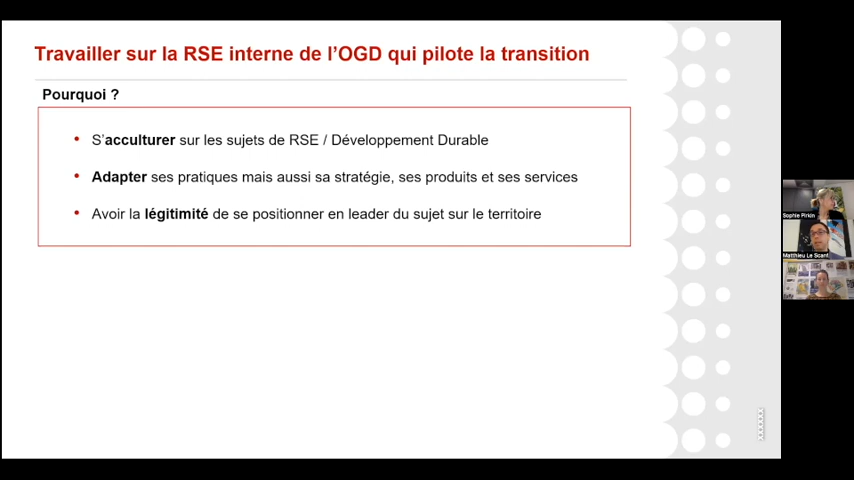 Travailler sur la RSE interne de l'OGD qui pilote la transition
Pourquoi ?
• S'acculturer sur les sujets de RSE / Développement Durable
• Adapter ses pratiques mais aussi sa stratégie, ses produits et ses services
• Avoir la légitimité de se positionner en leader du sujet sur le territoire
Sophie Pirkin
Matthieu Le Scant